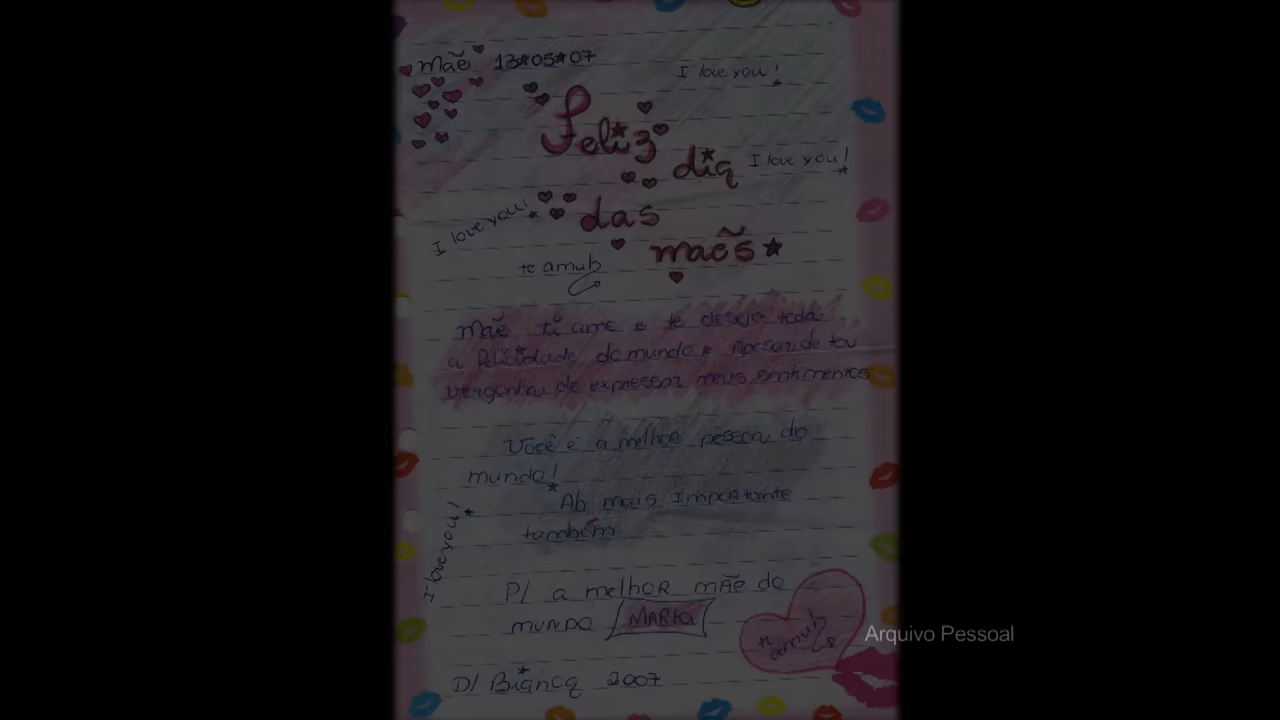 mãe 13*05*07
I love you!
Feliz
dia
I love you!
das
I love you!
mães
te amuh
mãe ti amo e te desejo toda
a felicidade do mundo * Apesar de tou
vergonha de expressar meus sentimentos
Você é a melhor pessoa do
mundo!
Ab mais importante
também
I love you!
P/ a melhor mãe do
mundo MARTA
te
amuh
Arquivo Pessoal
D/ Bianca 2007